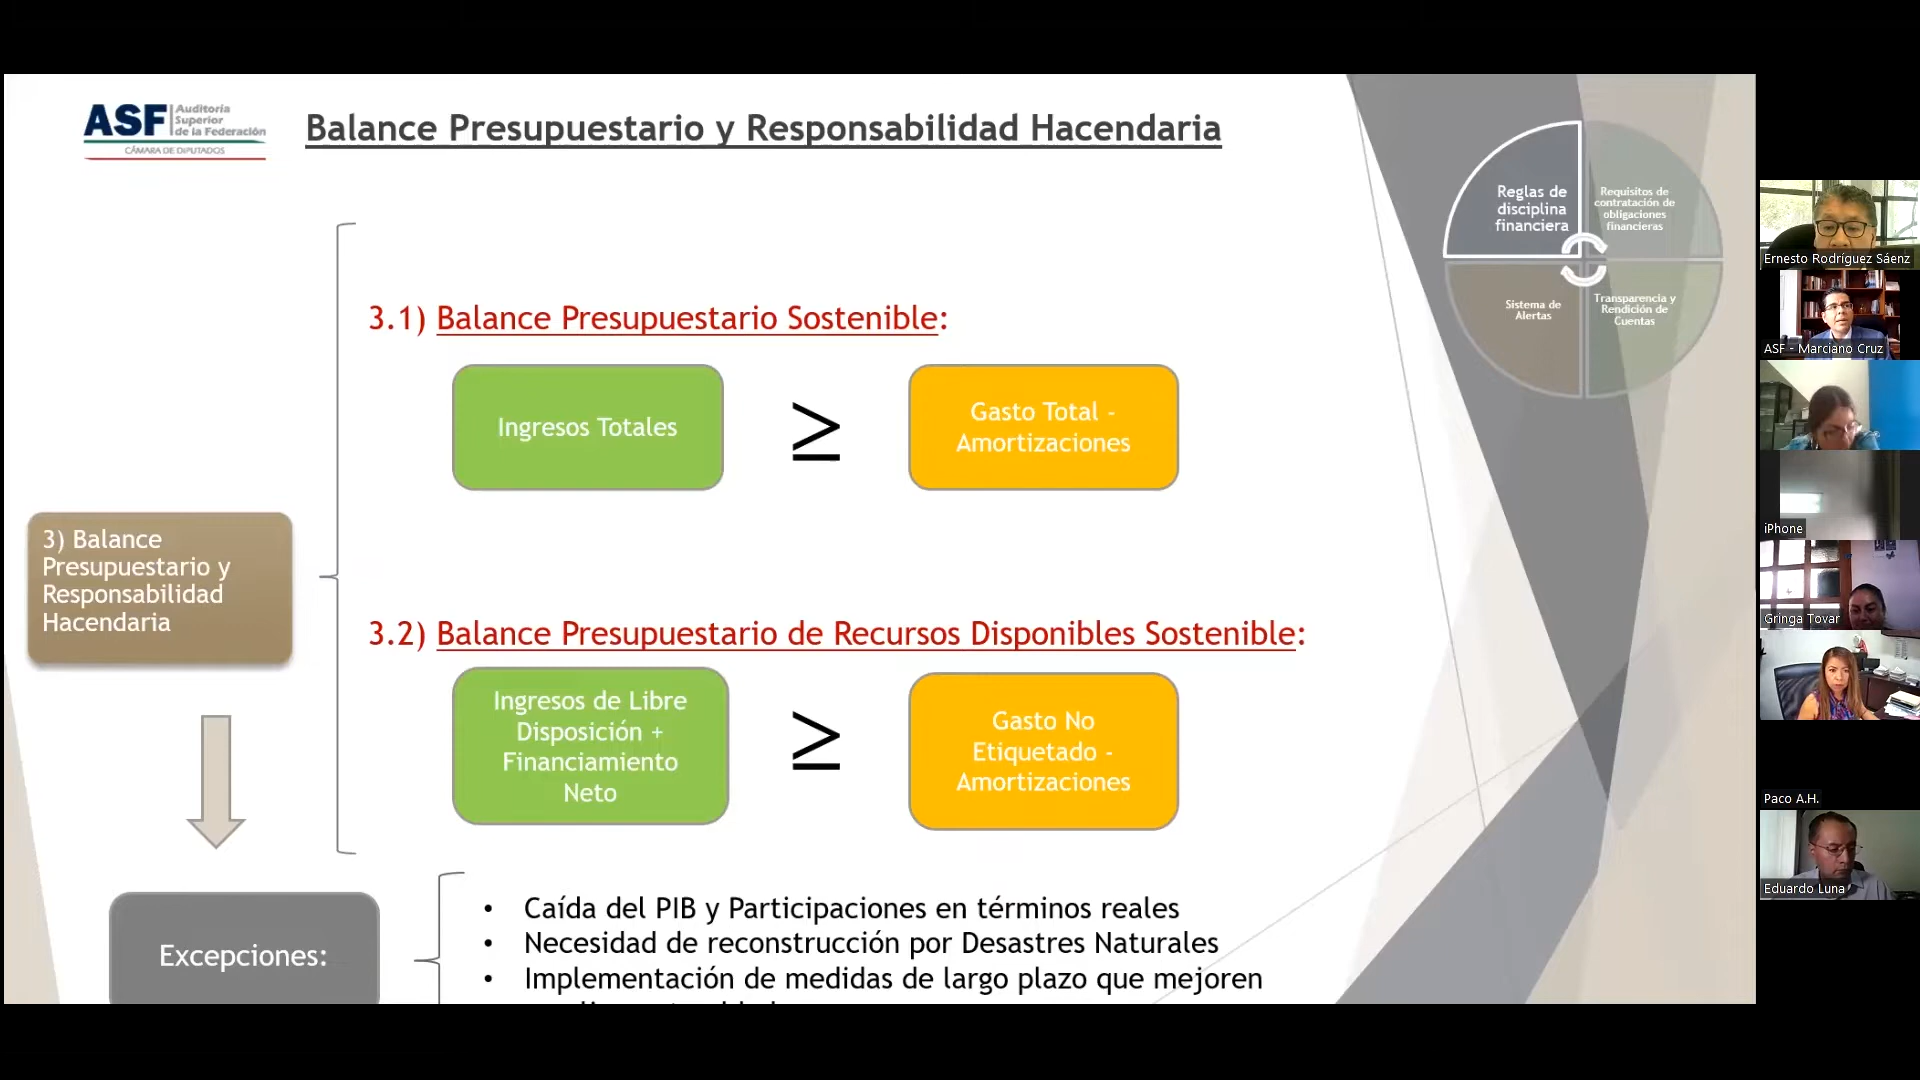 ASF
Auditoría
Superior
de la Federación
CÁMARA DE DIPUTADOS
Balance Presupuestario y Responsabilidad Hacendaria
Reglas de
disciplina
financiera
Requisitos de
contratación de
obligaciones
financieras
Sistema de
Alertas
Transparencia y
Rendición de
Cuentas
3.1) Balance Presupuestario Sostenible:
Ingresos Totales
≥
Gasto Total -
Amortizaciones
3) Balance
Presupuestario y
Responsabilidad
Hacendaria
3.2) Balance Presupuestario de Recursos Disponibles Sostenible:
Ingresos de Libre
Disposición +
Financiamiento
Neto
≥
Gasto No
Etiquetado -
Amortizaciones
Excepciones:
• Caída del PIB y Participaciones en términos reales
• Necesidad de reconstrucción por Desastres Naturales
• Implementación de medidas de largo plazo que mejoren
Ernesto Rodríguez Sáenz
ASF - Marciano Cruz
iPhone
Gringa Tovar
Paco A.H.
Eduardo Luna